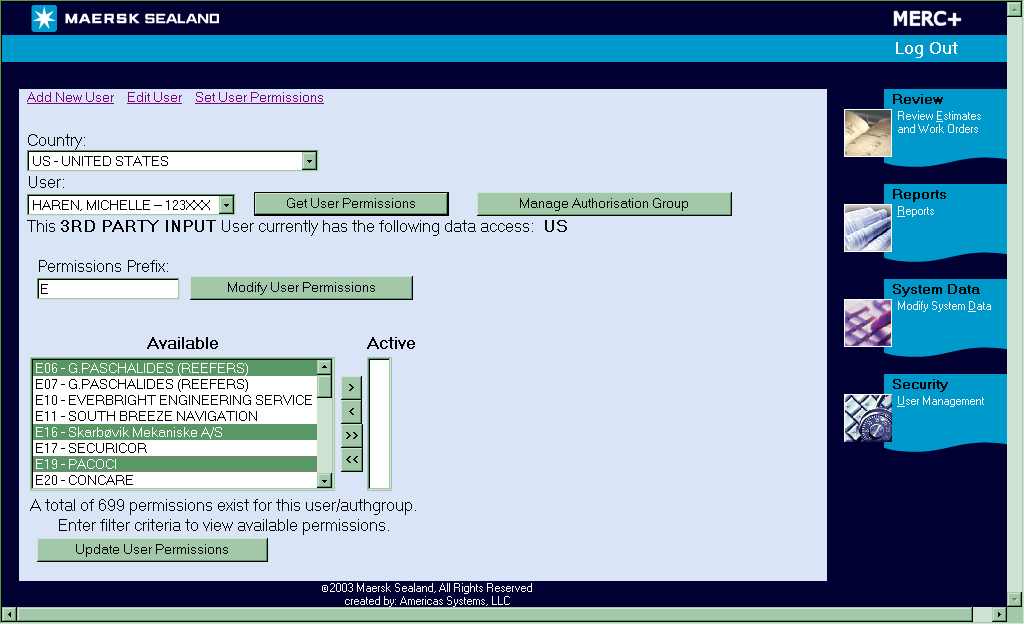 MAERSK SEALAND
MERC+
Log Out
Add New User Edit User Set User Permissions
Country:
US - UNITED STATES
User:
HAREN, MICHELLE – 123XXX Get User Permissions Manage Authorisation Group
This 3RD PARTY INPUT User currently has the following data access: US
Permissions Prefix:
E Modify User Permissions
Available Active
E06 - G.PASCHALIDES (REEFERS)
E07 - G.PASCHALIDES (REEFERS)
E10 - EVERBRIGHT ENGINEERING SERVICE
E11 - SOUTH BREEZE NAVIGATION
E16 - Skarbøvik Mekaniske A/S
E17 - SECURICOR
E19 - PACOCI
E20 - CONCARE
>
<
>>
<<
A total of 699 permissions exist for this user/authgroup.
Enter filter criteria to view available permissions.
Update User Permissions
Review
Review Estimates
and Work Orders
Reports
Reports
System Data
Modify System Data
Security
User Management
©2003 Maersk Sealand, All Rights Reserved
created by: Americas Systems, LLC